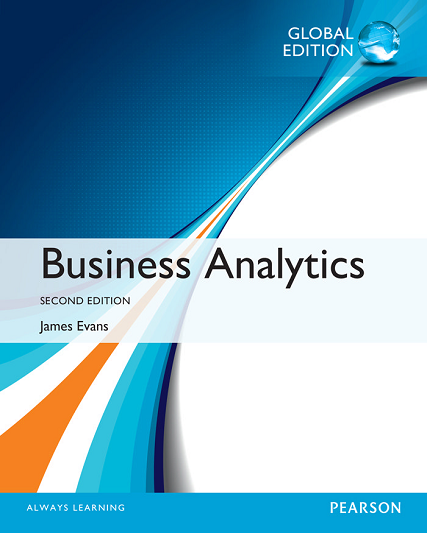 GLOBAL
EDITION
Business Analytics
SECOND EDITION
James Evans
ALWAYS LEARNING
PEARSON